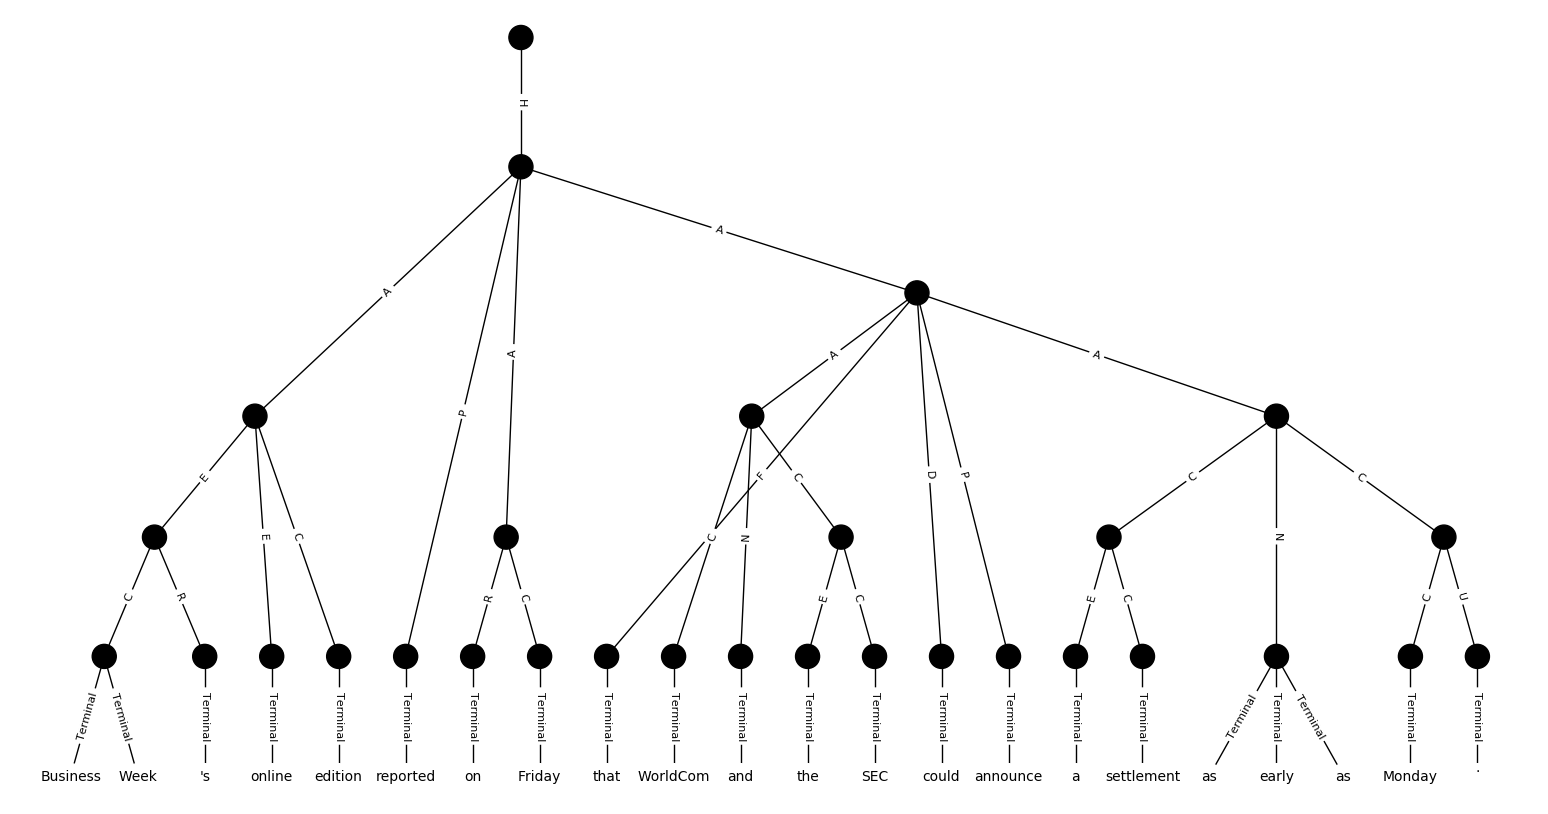 H
A
A
A
P
A
A
A
E
E
C
F
C
D
P
C
N
C
C
N
C
R
R
C
E
C
E
C
C
U
Terminal Terminal Terminal Terminal Terminal Terminal Terminal Terminal Terminal Terminal Terminal Terminal Terminal Terminal Terminal Terminal Terminal Terminal Terminal Terminal Terminal Terminal
Business Week 's online edition reported on Friday that WorldCom and the SEC could announce a settlement as early as Monday .